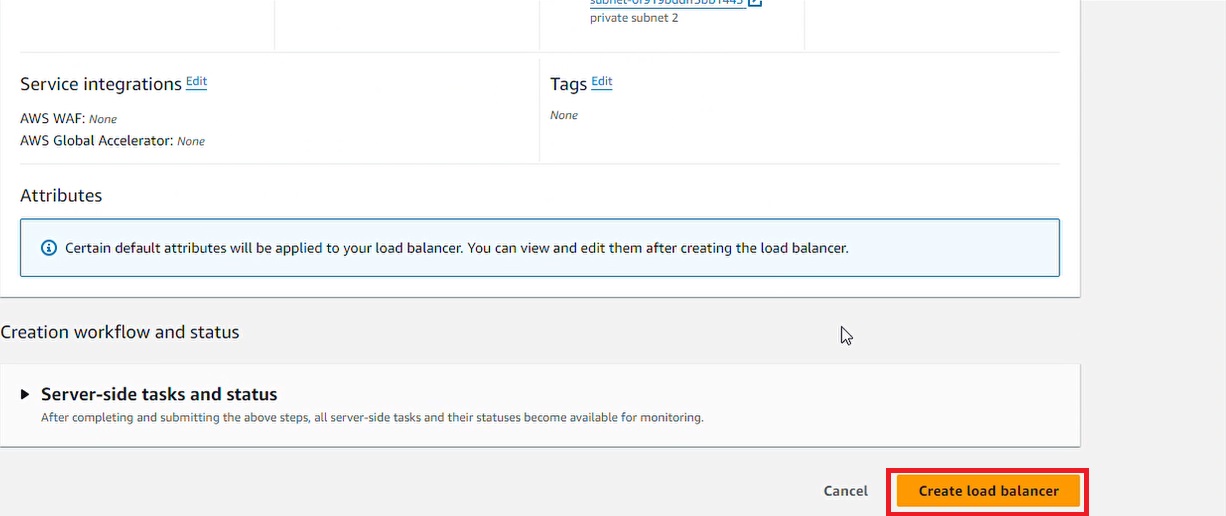 private subnet 2
Service integrations Edit
Tags Edit
AWS WAF: None
None
AWS Global Accelerator: None
Attributes
Certain default attributes will be applied to your load balancer. You can view and edit them after creating the load balancer.
Creation workflow and status
Server-side tasks and status
After completing and submitting the above steps, all server-side tasks and their statuses become available for monitoring.
Cancel
Create load balancer